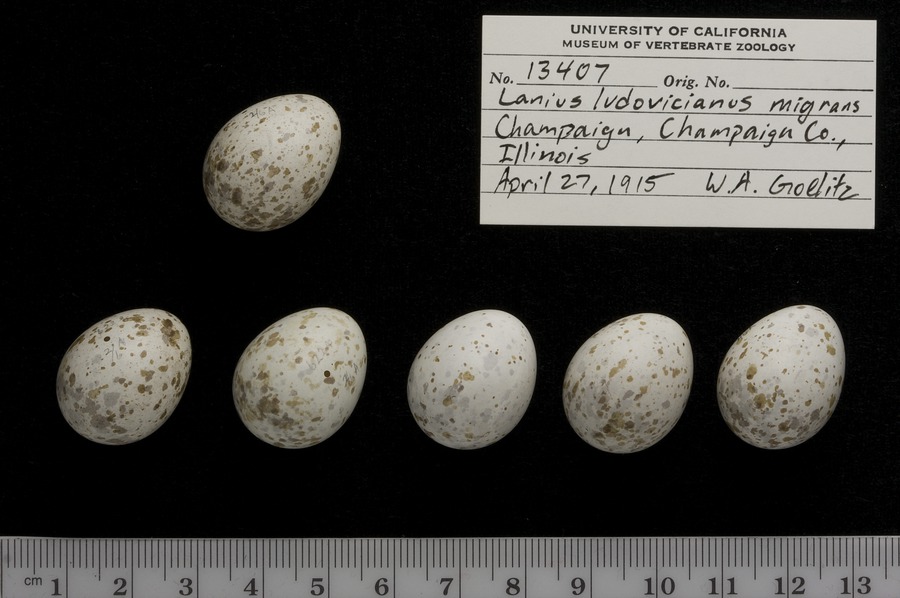 UNIVERSITY OF CALIFORNIA
MUSEUM OF VERTEBRATE ZOOLOGY
No. 13407 Orig. No.
Lanius ludovicianus migrans
Champaign, Champaign Co.,
Illinois
April 27, 1915 W.A. Goelitz
cm 1 2 3 4 5 6 7 8 9 10 11 12 13